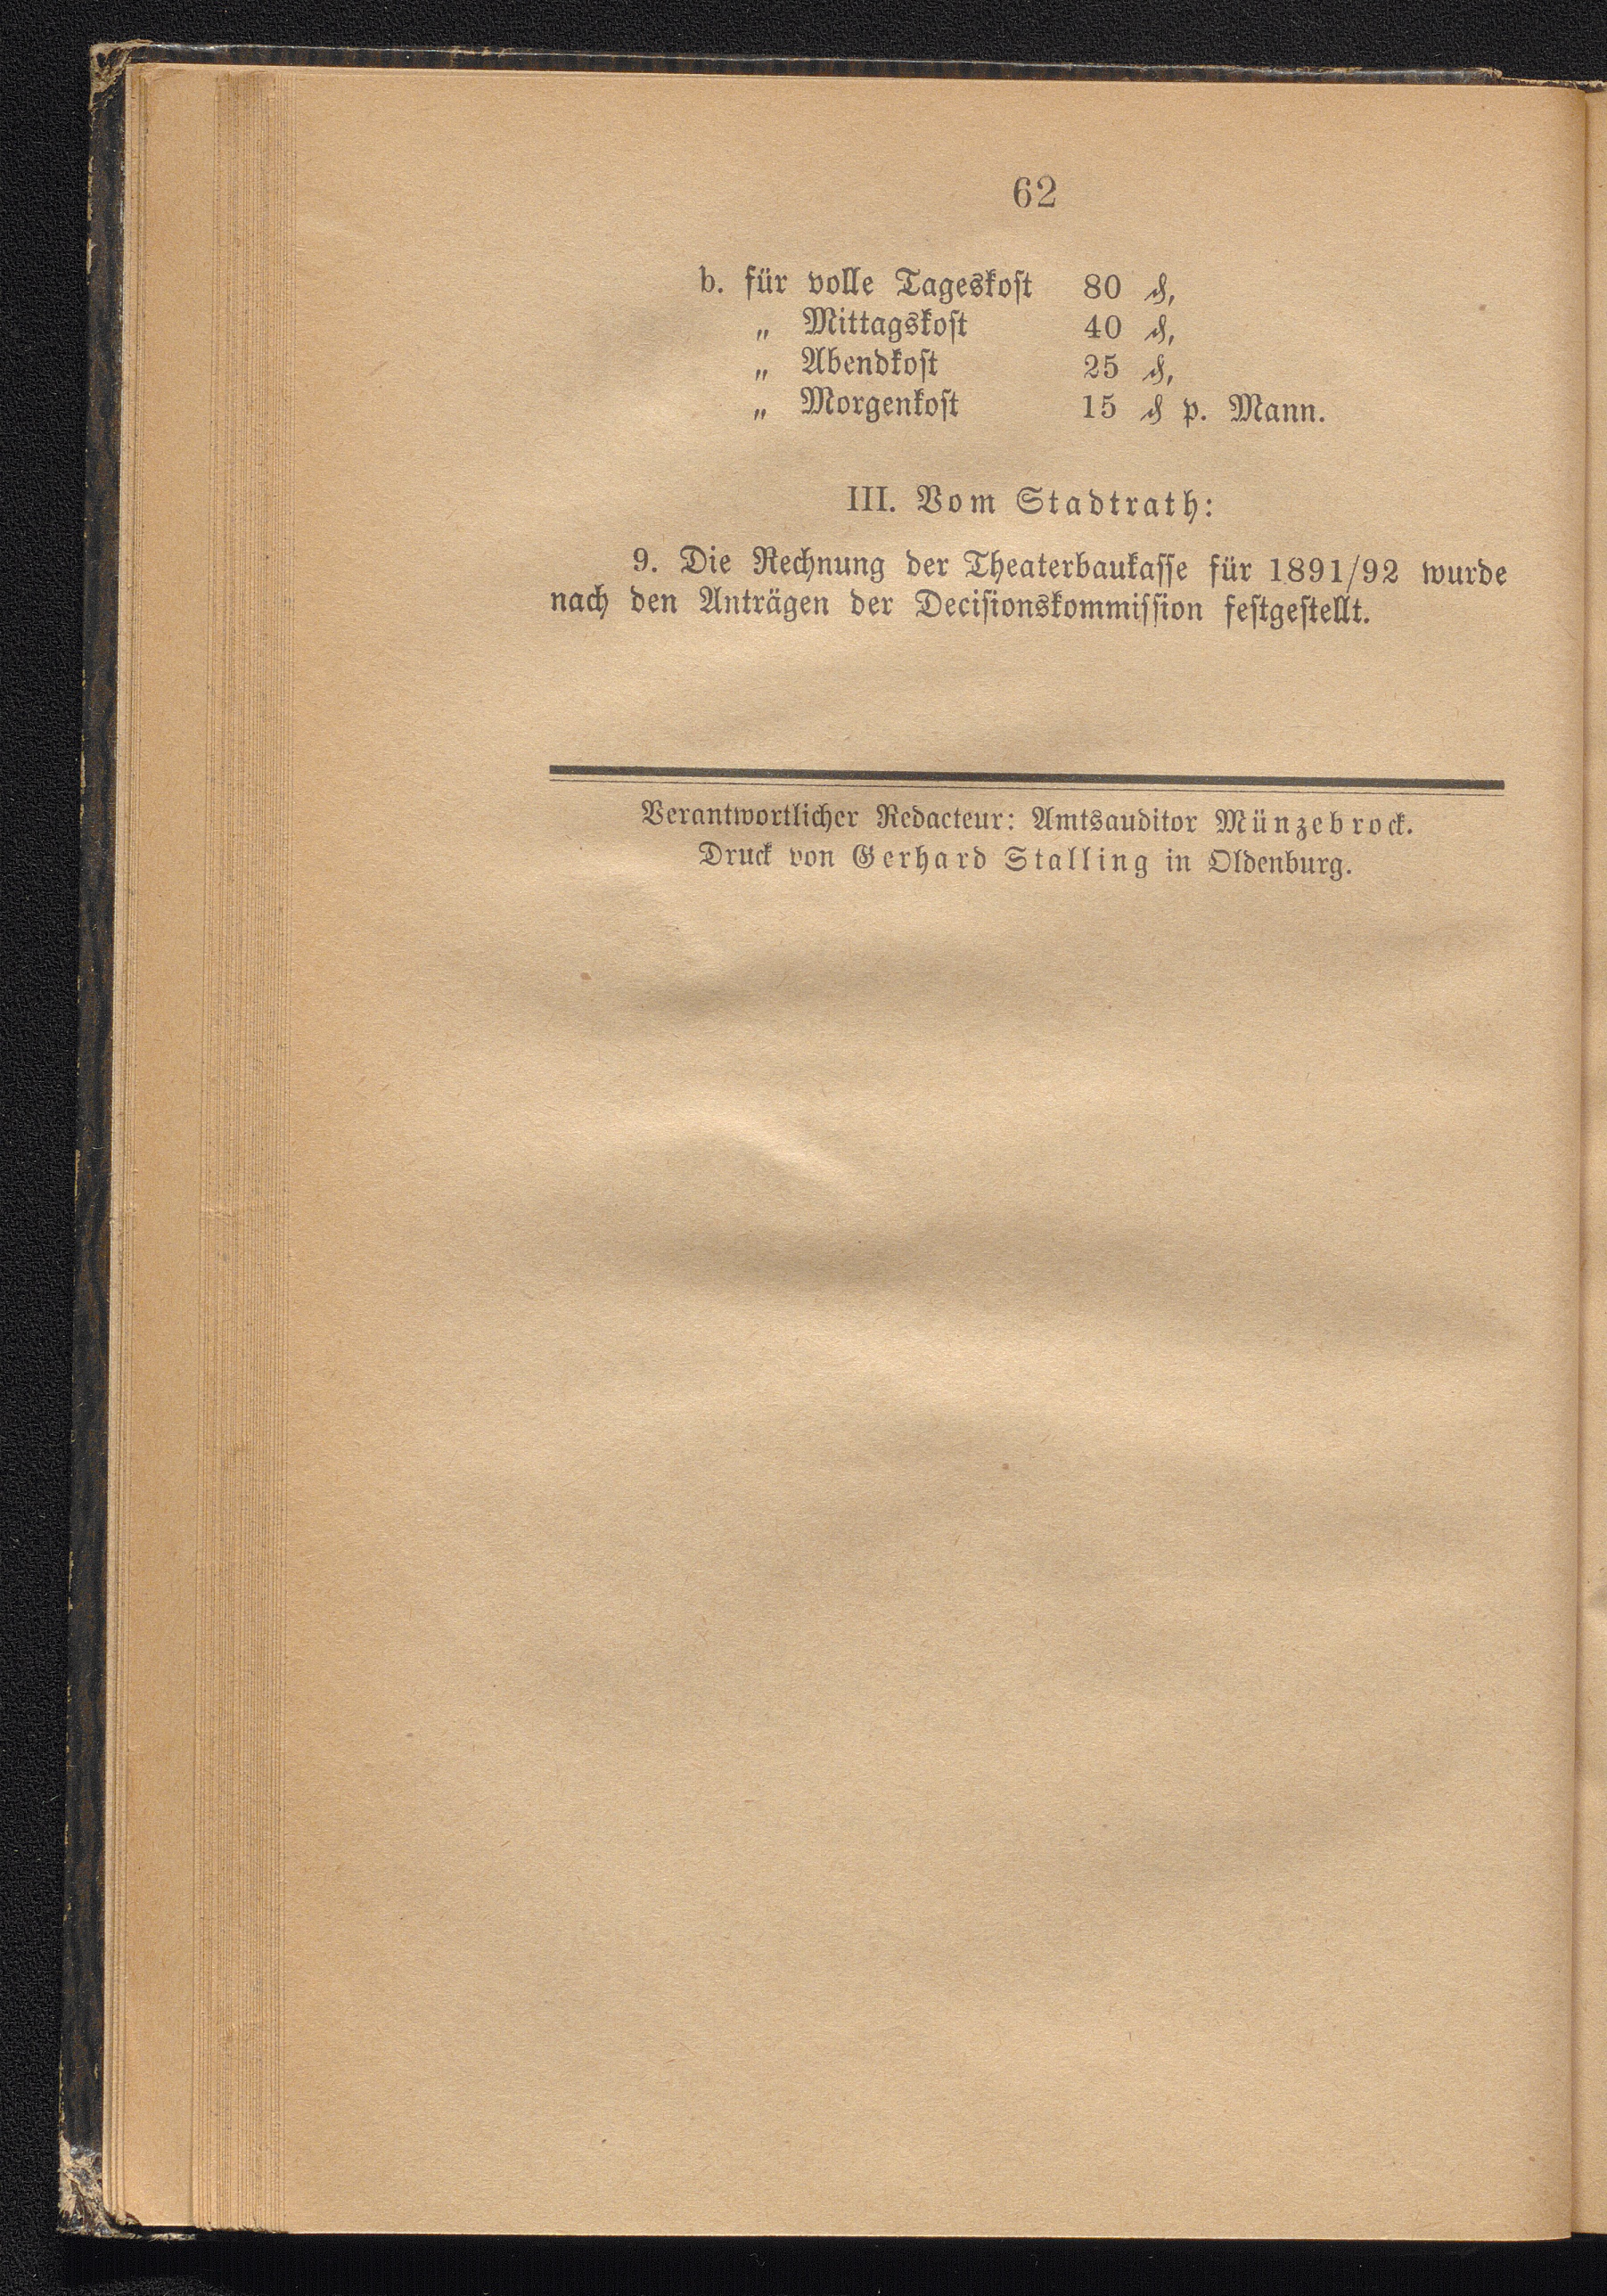 62
b. für volle Tageskost 80 ₰,
„ Mittagskost 40 ₰,
„ Abendkost 25 ₰,
„ Morgenkost 15 ₰ p. Mann.
III. Vom Stadtrath:
9. Die Rechnung der Theaterbaukasse für 1891/92 wurde
nach den Anträgen der Decisionskommission festgestellt.
Verantwortlicher Redacteur: Amtsauditor Münzebrock.
Druck von Gerhard Stalling in Oldenburg.